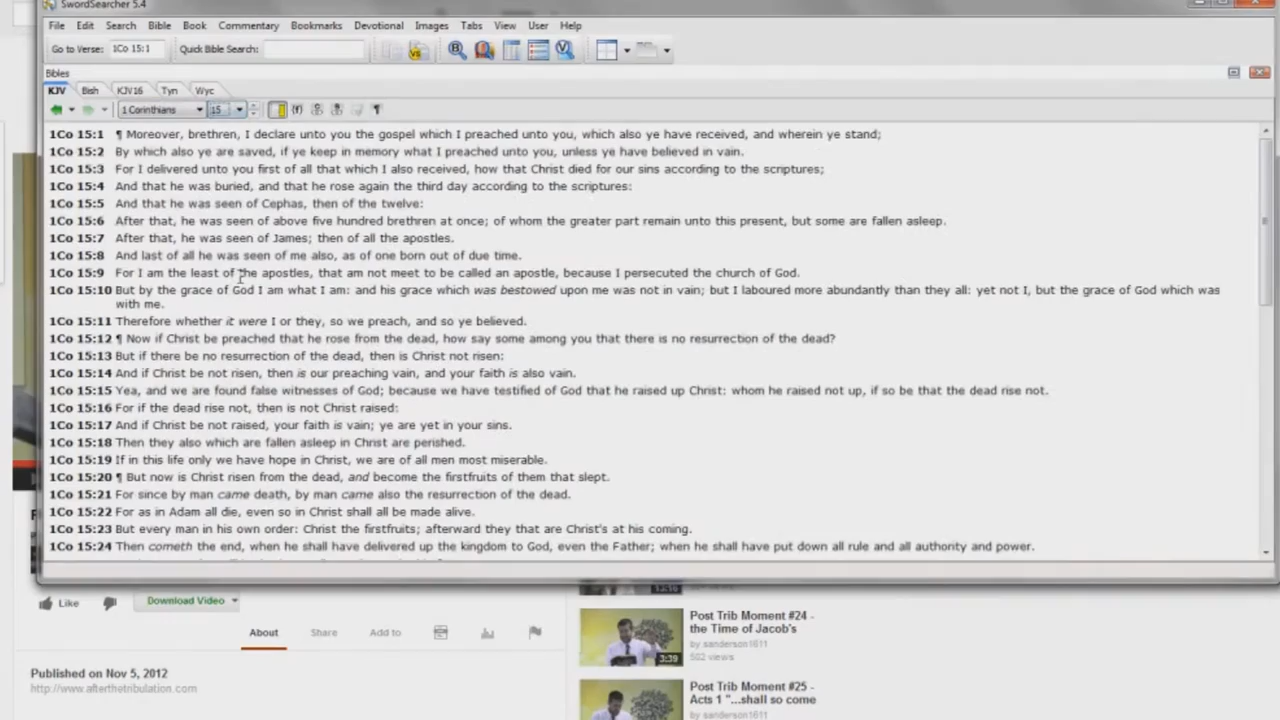 SwordSearcher 5.4
File Edit Search Bible Book Commentary Bookmarks Devotional Images Tabs View User Help
Go to Verse: 1Co 15:1 Quick Bible Search:
Bibles
KJV Bish KJV16 Tyn Wyc
1 Corinthians 15
1Co 15:1 ¶ Moreover, brethren, I declare unto you the gospel which I preached unto you, which also ye have received, and wherein ye stand;
1Co 15:2 By which also ye are saved, if ye keep in memory what I preached unto you, unless ye have believed in vain.
1Co 15:3 For I delivered unto you first of all that which I also received, how that Christ died for our sins according to the scriptures;
1Co 15:4 And that he was buried, and that he rose again the third day according to the scriptures:
1Co 15:5 And that he was seen of Cephas, then of the twelve:
1Co 15:6 After that, he was seen of above five hundred brethren at once; of whom the greater part remain unto this present, but some are fallen asleep.
1Co 15:7 After that, he was seen of James; then of all the apostles.
1Co 15:8 And last of all he was seen of me also, as of one born out of due time.
1Co 15:9 For I am the least of the apostles, that am not meet to be called an apostle, because I persecuted the church of God.
1Co 15:10 But by the grace of God I am what I am: and his grace which was bestowed upon me was not in vain; but I laboured more abundantly than they all: yet not I, but the grace of God which was
with me.
1Co 15:11 Therefore whether it were I or they, so we preach, and so ye believed.
1Co 15:12 ¶ Now if Christ be preached that he rose from the dead, how say some among you that there is no resurrection of the dead?
1Co 15:13 But if there be no resurrection of the dead, then is Christ not risen:
1Co 15:14 And if Christ be not risen, then is our preaching vain, and your faith is also vain.
1Co 15:15 Yea, and we are found false witnesses of God; because we have testified of God that he raised up Christ: whom he raised not up, if so be that the dead rise not.
1Co 15:16 For if the dead rise not, then is not Christ raised:
1Co 15:17 And if Christ be not raised, your faith is vain; ye are yet in your sins.
1Co 15:18 Then they also which are fallen asleep in Christ are perished.
1Co 15:19 If in this life only we have hope in Christ, we are of all men most miserable.
1Co 15:20 ¶ But now is Christ risen from the dead, and become the firstfruits of them that slept.
1Co 15:21 For since by man came death, by man came also the resurrection of the dead.
1Co 15:22 For as in Adam all die, even so in Christ shall all be made alive.
1Co 15:23 But every man in his own order: Christ the firstfruits; afterward they that are Christ's at his coming.
1Co 15:24 Then cometh the end, when he shall have delivered up the kingdom to God, even the Father; when he shall have put down all rule and all authority and power.
Like Download Video
About Share Add to
Published on Nov 5, 2012
http://www.afterthetribulation.com
Post Trib Moment #24 -
the Time of Jacob's
by sanderson1611
502 views
3:39
Post Trib Moment #25 -
Acts 1 "...shall so come
by sanderson1611